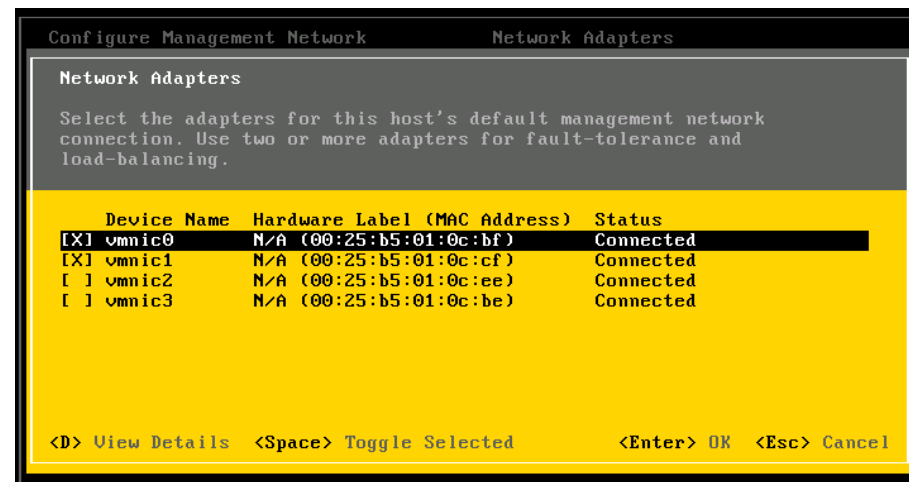 Configure Management Network Network Adapters
Network Adapters
Select the adapters for this host's default management network
connection. Use two or more adapters for fault-tolerance and
load-balancing.
Device Name Hardware Label (MAC Address) Status
[X] vmnic0 N/A (00:25:b5:01:0c:bf) Connected
[X] vmnic1 N/A (00:25:b5:01:0c:cf) Connected
[ ] vmnic2 N/A (00:25:b5:01:0c:ee) Connected
[ ] vmnic3 N/A (00:25:b5:01:0c:be) Connected
<D> View Details <Space> Toggle Selected <Enter> OK <Esc> Cancel